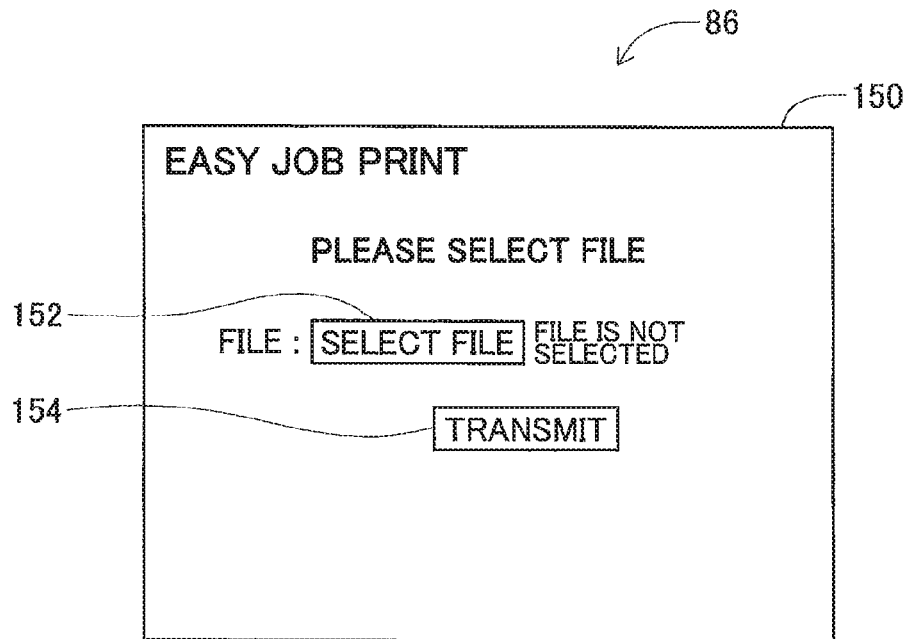 86
150
EASY JOB PRINT
PLEASE SELECT FILE
152
FILE : SELECT FILE FILE IS NOT
SELECTED
154
TRANSMIT